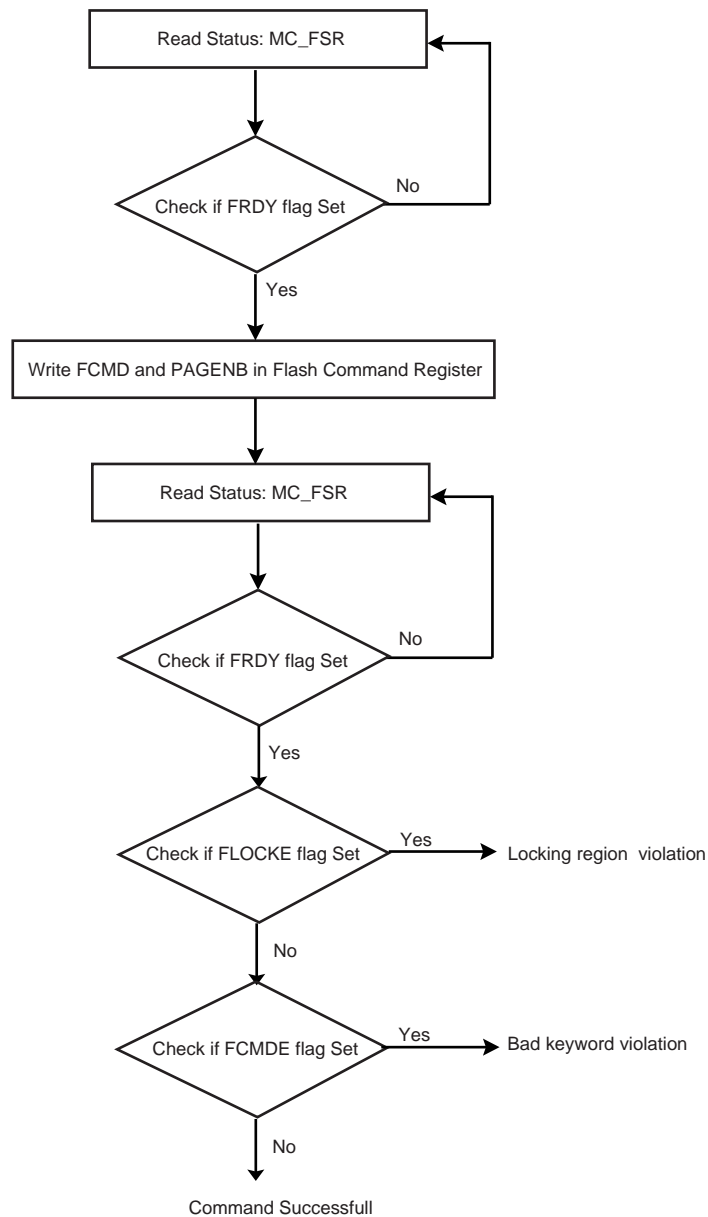 Read Status: MC_FSR
Check if FRDY flag Set
No
Yes
Write FCMD and PAGENB in Flash Command Register
Read Status: MC_FSR
Check if FRDY flag Set
No
Yes
Check if FLOCKE flag Set
Yes
Locking region violation
No
Check if FCMDE flag Set
Yes
Bad keyword violation
No
Command Successfull